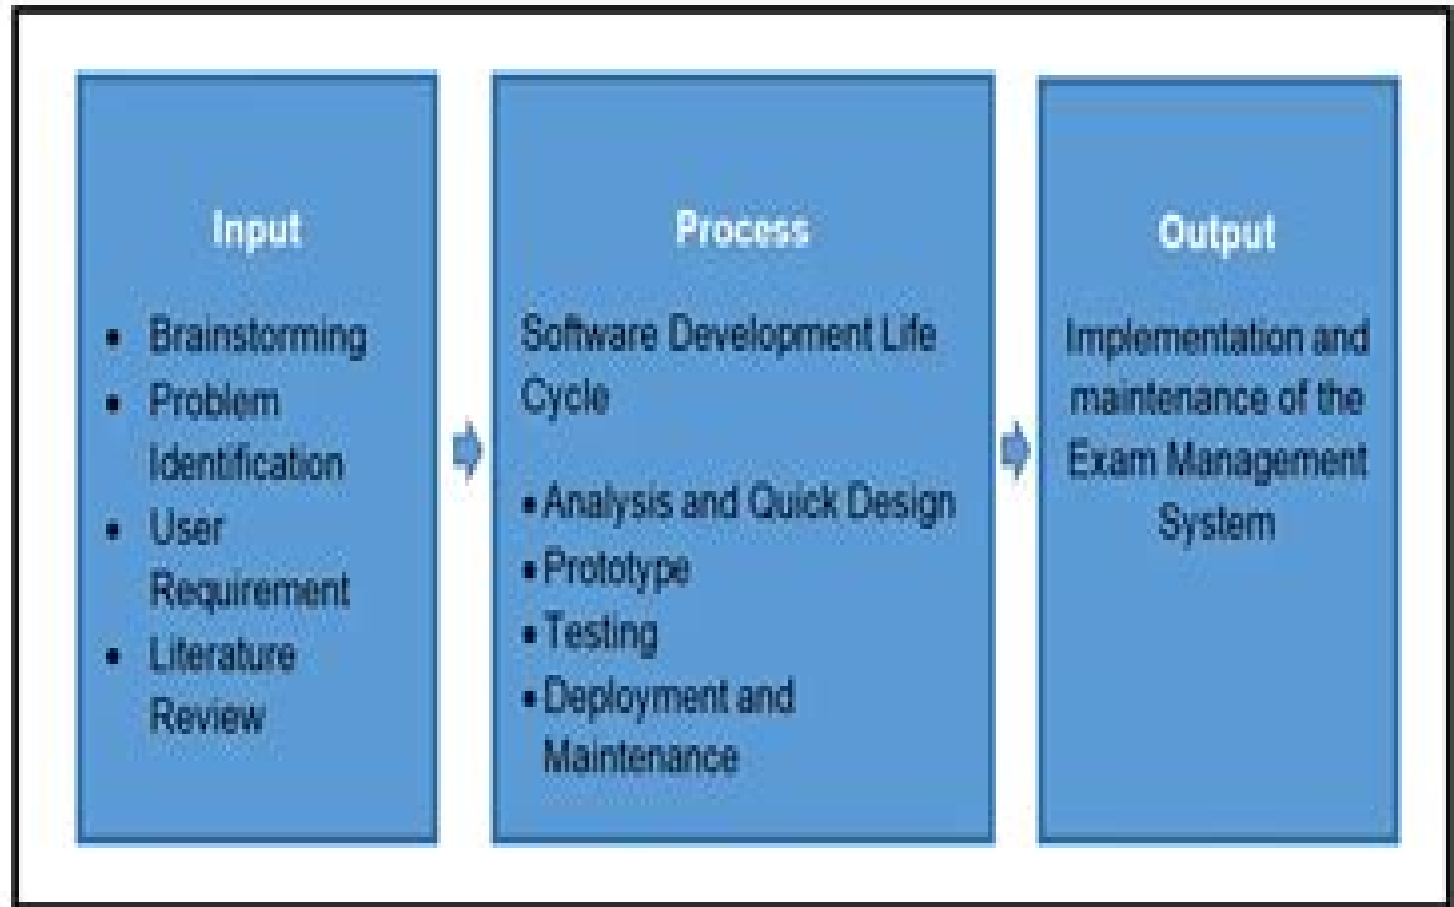 Input
• Brainstorming
• Problem
Identification
• User
Requirement
• Literature
Review
Process
Software Development Life
Cycle
• Analysis and Quick Design
• Prototype
• Testing
• Deployment and
Maintenance
Output
Implementation and
maintenance of the
Exam Management
System